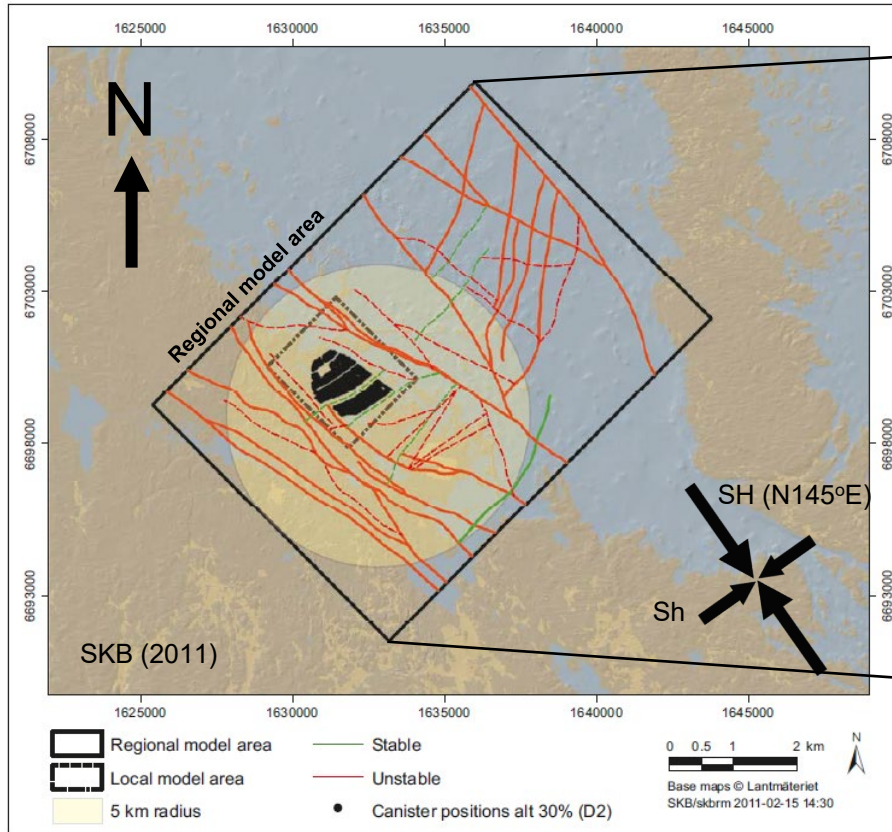 1625000 1630000 1635000 1640000 1645000
N
6708000 6708000
Regional model area
6703000 6703000
6698000 6698000
SH (N145°E)
Sh
6693000 6693000
SKB (2011)
1625000 1630000 1635000 1640000 1645000
Regional model area
Local model area
5 km radius
Stable
Unstable
Canister positions alt 30% (D2)
0 0.5 1 2 km
N
Base maps © Lantmäteriet
SKB/skbrm 2011-02-15 14:30